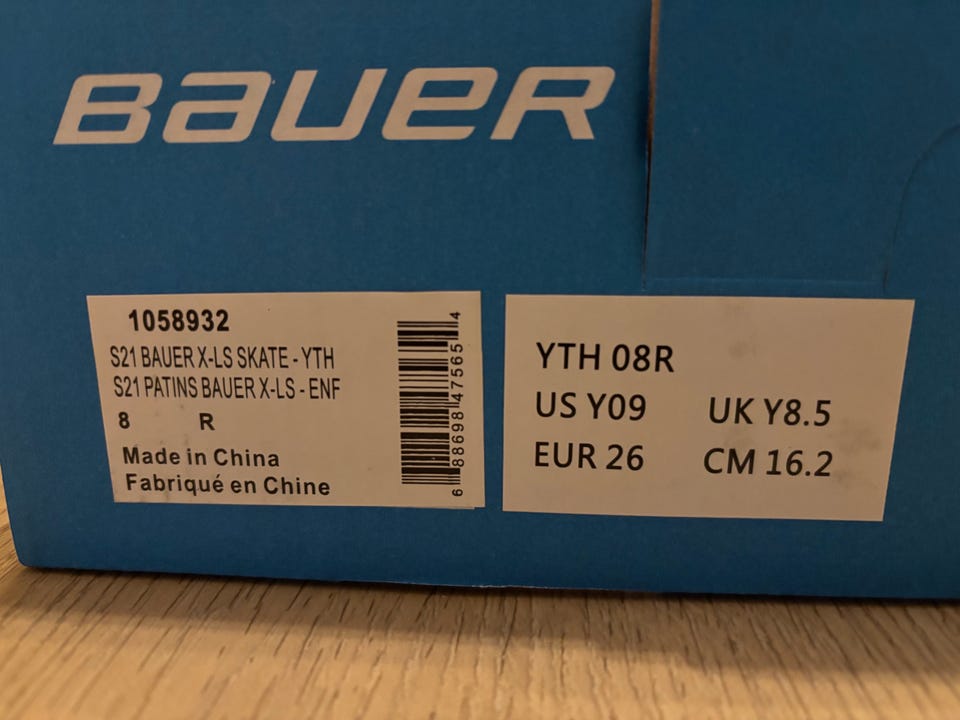 BAUER
1058932
S21 BAUER X-LS SKATE - YTH
S21 PATINS BAUER X-LS - ENF
8 R
Made in China
Fabriqué en Chine
6 88698 47565 4
YTH 08R
US Y09 UK Y8.5
EUR 26 CM 16.2